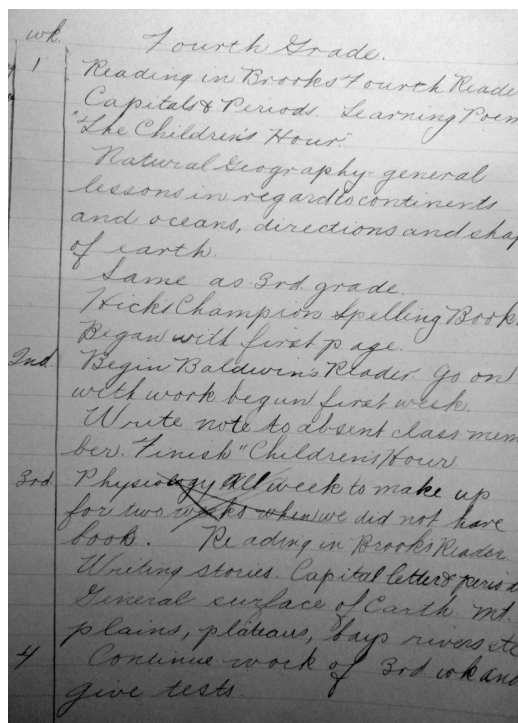 wk. Fourth Grade.
1 Reading in Brooks Fourth Reade
Capitals & Periods. Learning Poem
"The Children's Hour".
Natural Geography - general
lessons in regard to continents
and oceans, directions and shap
of earth.
Same as 3rd. grade.
Hicks Champion Spelling Book.
Began with first page.
2nd. Begin Baldwin's Reader. Go on
with work begun first week.
Write note to absent class mem
ber. Finish "Children's Hour
3rd Physiology All week to make up
for two weeks when we did not have
book. Reading in Brooks Reader
Writing stories. Capital letter & period
General surface of Earth. Mt.
plains, plateaus, bays rivers etc
4 Continue work of 3rd wk and
give tests.